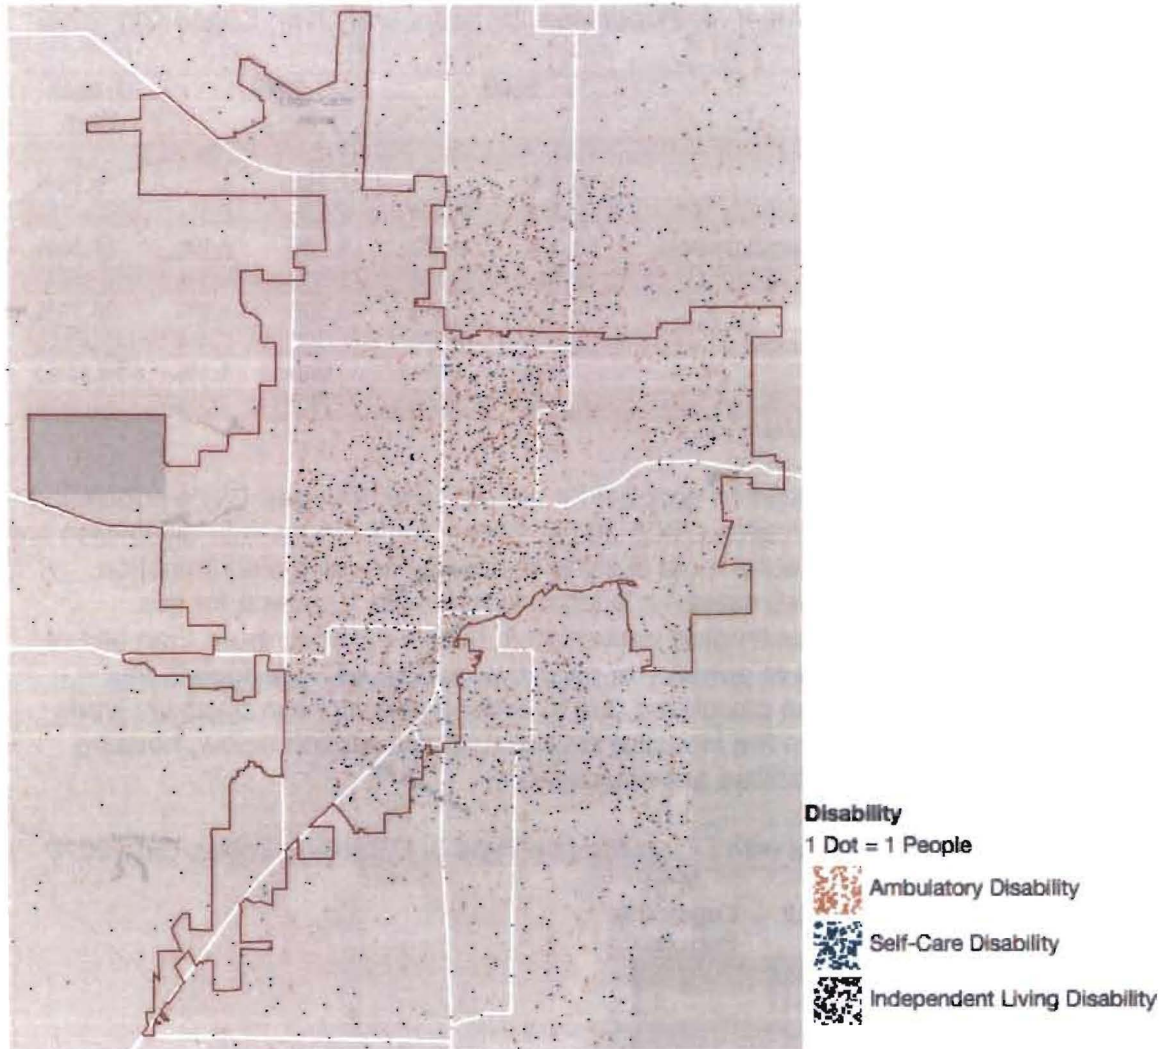 Disability
1 Dot = 1 People
Ambulatory Disability
Self-Care Disability
Independent Living Disability